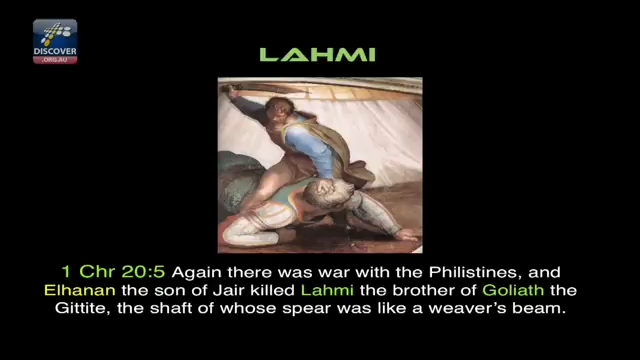 DISCOVER
.ORG.AU
LAHMI
1 Chr 20:5 Again there was war with the Philistines, and
Elhanan the son of Jair killed Lahmi the brother of Goliath the
Gittite, the shaft of whose spear was like a weaver's beam.